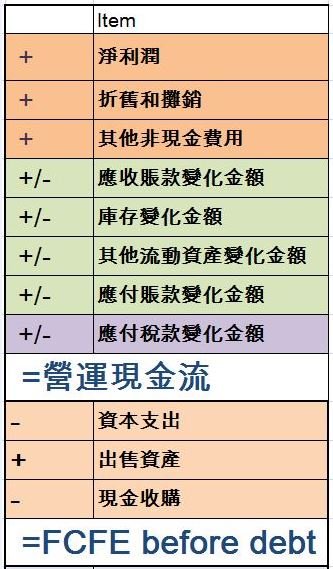 Item
+ 淨利潤
+ 折舊和攤銷
+ 其他非現金費用
+/- 應收賬款變化金額
+/- 庫存變化金額
+/- 其他流動資產變化金額
+/- 應付賬款變化金額
+/- 應付稅款變化金額
=營運現金流
- 資本支出
+ 出售資產
- 現金收購
=FCFE before debt